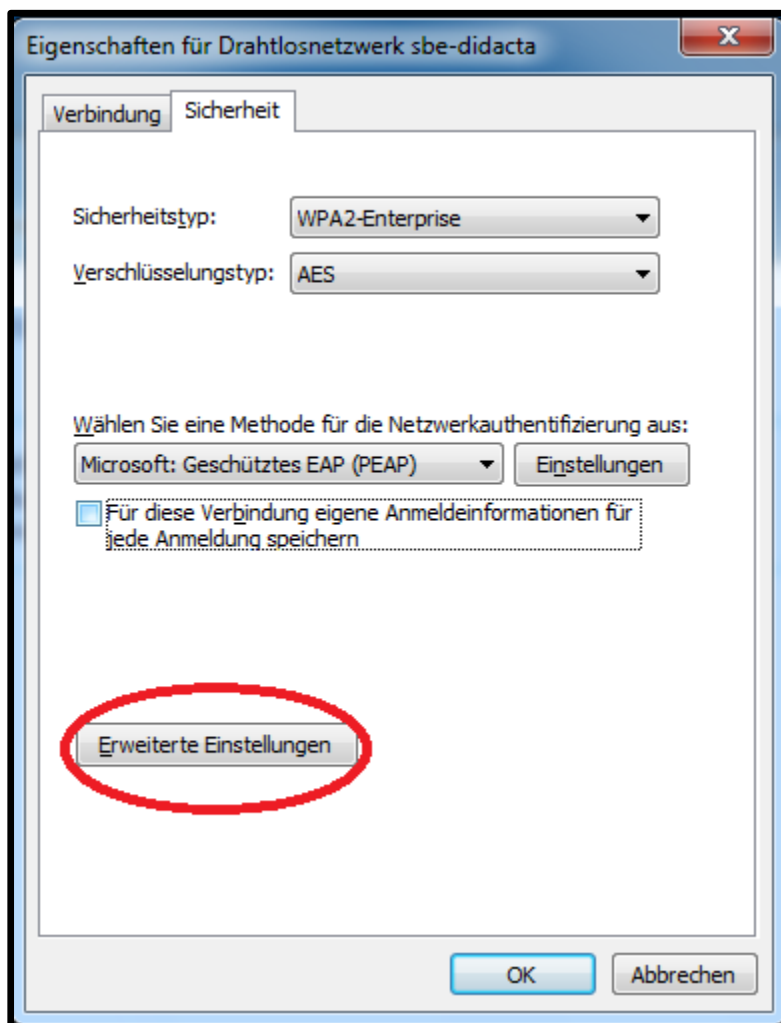 Eigenschaften für Drahtlosnetzwerk sbe-didacta
Verbindung
Sicherheit
Sicherheitstyp:
WPA2-Enterprise
Verschlüsselungstyp:
AES
Wählen Sie eine Methode für die Netzwerkauthentifizierung aus:
Microsoft: Geschütztes EAP (PEAP)
Einstellungen
Für diese Verbindung eigene Anmeldeinformationen für
jede Anmeldung speichern
Erweiterte Einstellungen
OK
Abbrechen